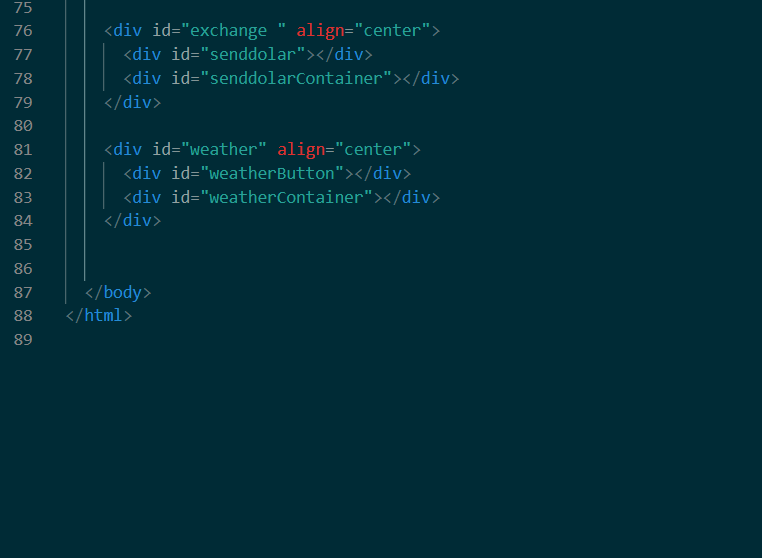 75
76 <div id="exchange " align="center">
77 <div id="senddolar"></div>
78 <div id="senddolarContainer"></div>
79 </div>
80
81 <div id="weather" align="center">
82 <div id="weatherButton"></div>
83 <div id="weatherContainer"></div>
84 </div>
85
86
87 </body>
88 </html>
89